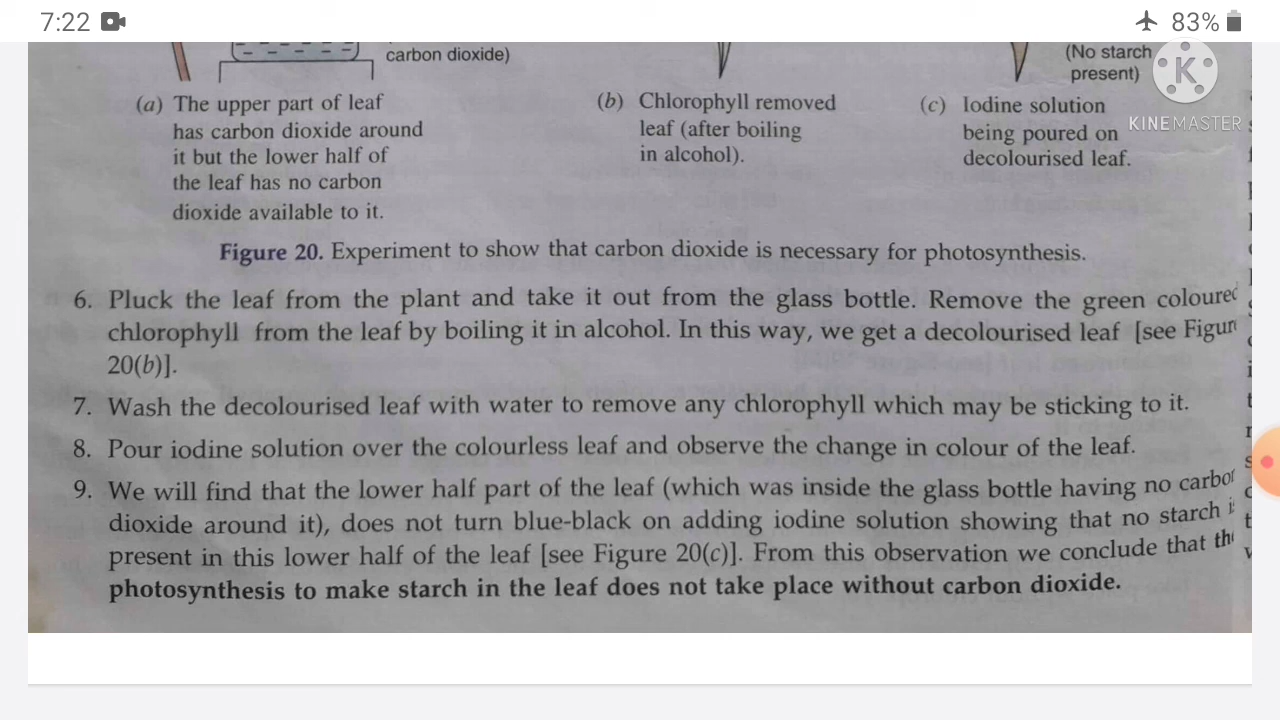 7:22
83%
carbon dioxide)
(No starch
present)
KINEMASTER
(a) The upper part of leaf
has carbon dioxide around
it but the lower half of
the leaf has no carbon
dioxide available to it.
(b) Chlorophyll removed
leaf (after boiling
in alcohol).
(c) Iodine solution
being poured on
decolourised leaf.
Figure 20. Experiment to show that carbon dioxide is necessary for photosynthesis.
6. Pluck the leaf from the plant and take it out from the glass bottle. Remove the green coloured
chlorophyll from the leaf by boiling it in alcohol. In this way, we get a decolourised leaf [see Figur
20(b)].
7. Wash the decolourised leaf with water to remove any chlorophyll which may be sticking to it.
8. Pour iodine solution over the colourless leaf and observe the change in colour of the leaf.
9. We will find that the lower half part of the leaf (which was inside the glass bottle having no carbor
dioxide around it), does not turn blue-black on adding iodine solution showing that no starch i
present in this lower half of the leaf [see Figure 20(c)]. From this observation we conclude that the
photosynthesis to make starch in the leaf does not take place without carbon dioxide.